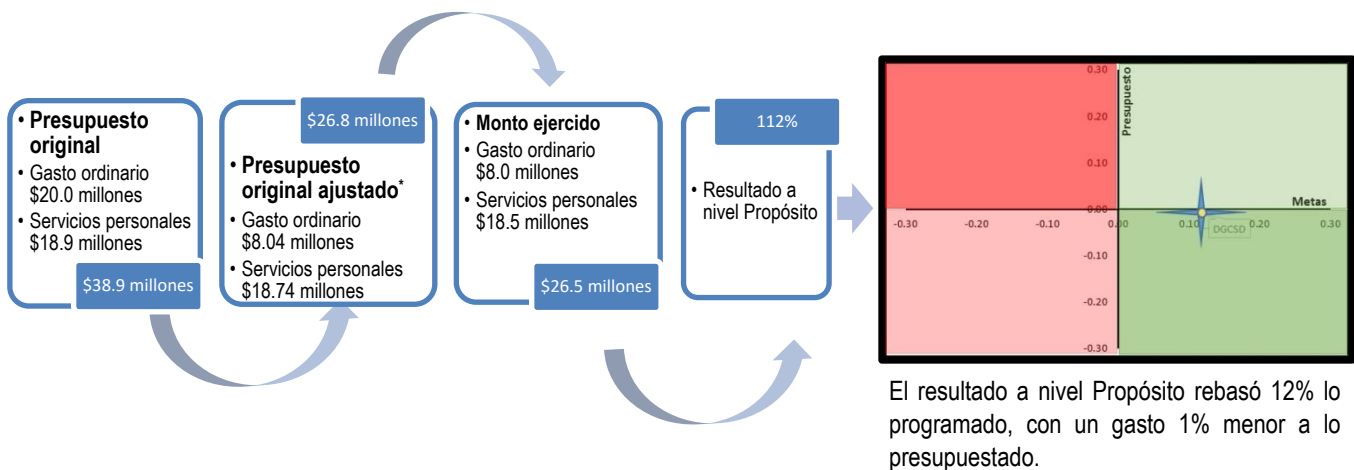 • Presupuesto
original
• Gasto ordinario
$20.0 millones
• Servicios personales
$18.9 millones
$38.9 millones
$26.8 millones
• Presupuesto
original ajustado*
• Gasto ordinario
$8.04 millones
• Servicios personales
$18.74 millones
• Monto ejercido
• Gasto ordinario
$8.0 millones
• Servicios personales
$18.5 millones
$26.5 millones
112%
• Resultado a
nivel Propósito
0.30
0.20
0.10
0.00
-0.10
-0.20
-0.30
Presupuesto
Metas
-0.30
-0.20
-0.10
0.00
0.10
0.20
0.30
DGCSD
El resultado a nivel Propósito rebasó 12% lo
programado, con un gasto 1% menor a lo
presupuestado.